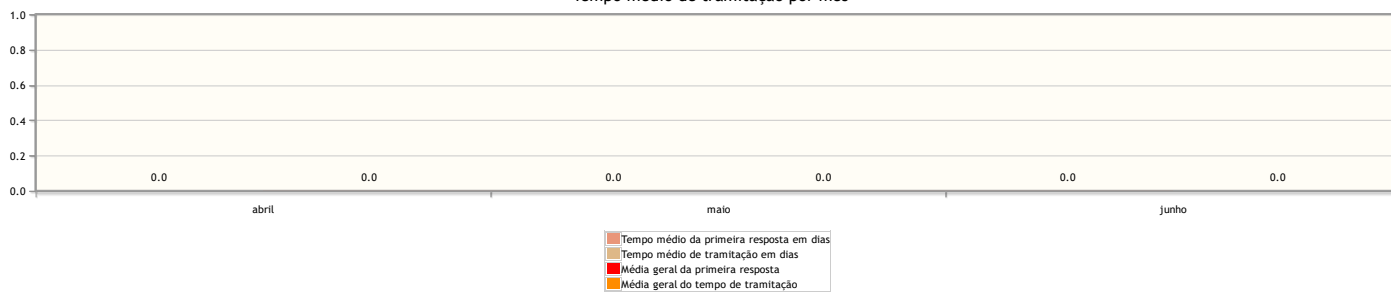 Tempo médio de tramitação por mês
1.0
0.8
0.6
0.4
0.2
0.0
0.0 0.0 0.0 0.0 0.0 0.0
abril maio junho
Tempo médio da primeira resposta em dias
Tempo médio de tramitação em dias
Média geral da primeira resposta
Média geral do tempo de tramitação